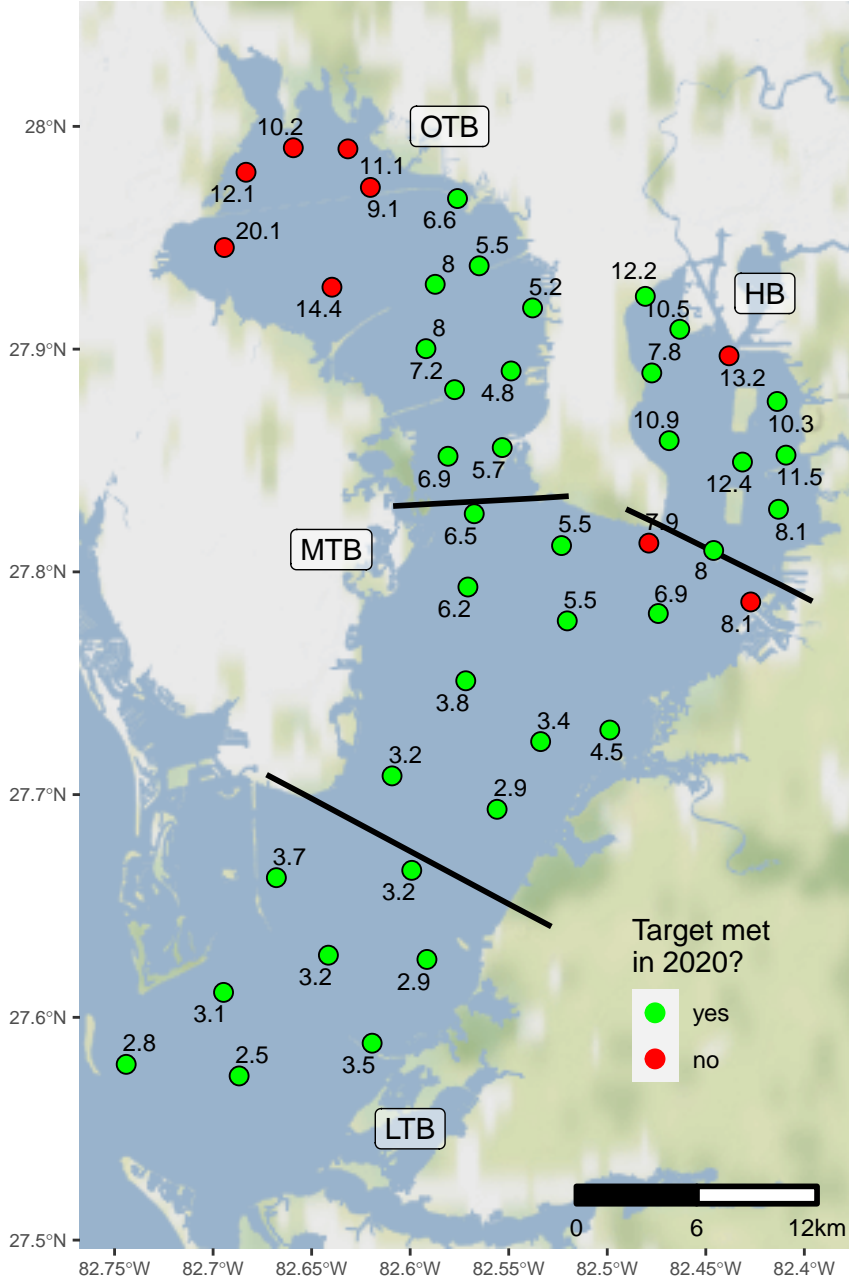 28°N
10.2
OTB
11.1
12.1
9.1
6.6
20.1
5.5
8
12.2
5.2
HB
14.4
10.5
27.9°N
8
7.8
7.2
4.8
13.2
10.9
10.3
6.9
5.7
12.4
11.5
6.5
5.5
7.9
8.1
MTB
27.8°N
8
6.2
5.5
6.9
8.1
3.8
3.4
4.5
3.2
27.7°N
2.9
3.7
3.2
Target met
in 2020?
3.2
2.9
27.6°N
3.1
yes
2.8
2.5
3.5
no
LTB
0 6 12km
27.5°N
82.75°W 82.7°W 82.65°W 82.6°W 82.55°W 82.5°W 82.45°W 82.4°W